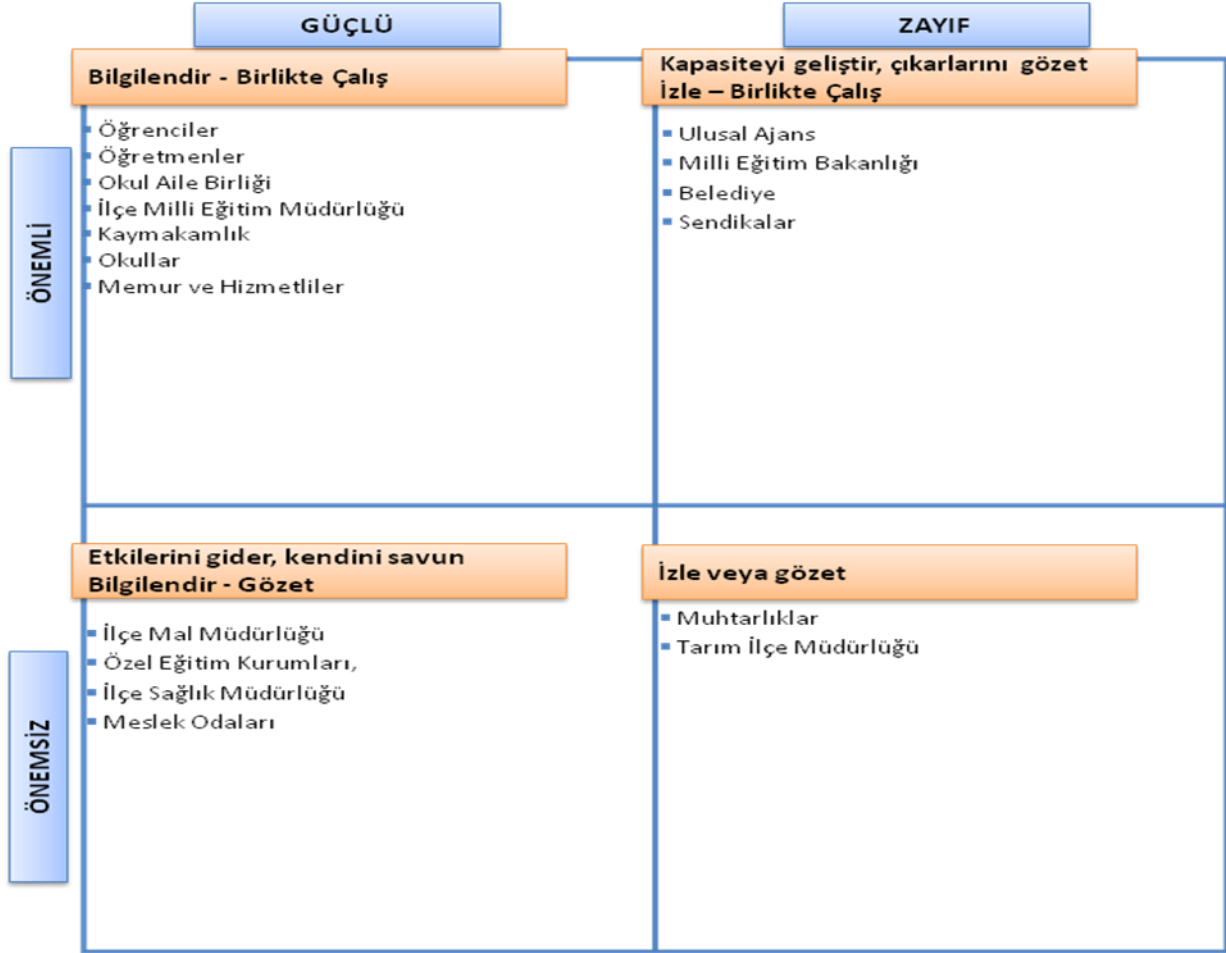 GÜÇLÜ
ZAYIF
ÖNEMLİ
Bilgilendir - Birlikte Çalış
Öğrenciler
Öğretmenler
Okul Aile Birliği
İlçe Milli Eğitim Müdürlüğü
Kaymakamlık
Okullar
Memur ve Hizmetliler
Kapasiteyi geliştir, çıkarlarını gözet
İzle – Birlikte Çalış
Ulusal Ajans
Milli Eğitim Bakanlığı
Belediye
Sendikalar
ÖNEMSİZ
Etkilerini gider, kendini savun
Bilgilendir - Gözet
İlçe Mal Müdürlüğü
Özel Eğitim Kurumları,
İlçe Sağlık Müdürlüğü
Meslek Odaları
İzle veya gözet
Muhtarlıklar
Tarım İlçe Müdürlüğü